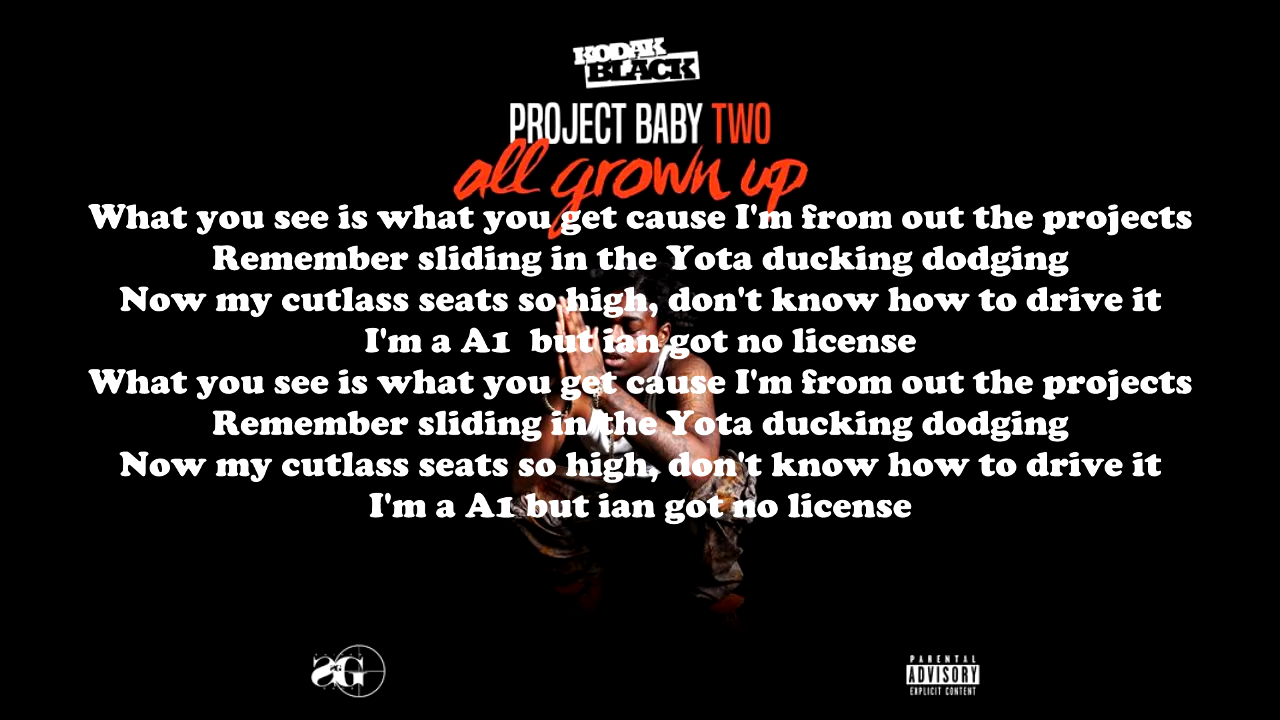 KODAK
BLACK
PROJECT BABY TWO
all grown up
What you see is what you get cause I'm from out the projects
Remember sliding in the Yota ducking dodging
Now my cutlass seats so high, don't know how to drive it
I'm a A1  but ian got no license
What you see is what you get cause I'm from out the projects
Remember sliding in the Yota ducking dodging
Now my cutlass seats so high, don't know how to drive it
I'm a A1 but ian got no license
PARENTAL
ADVISORY
EXPLICIT CONTENT